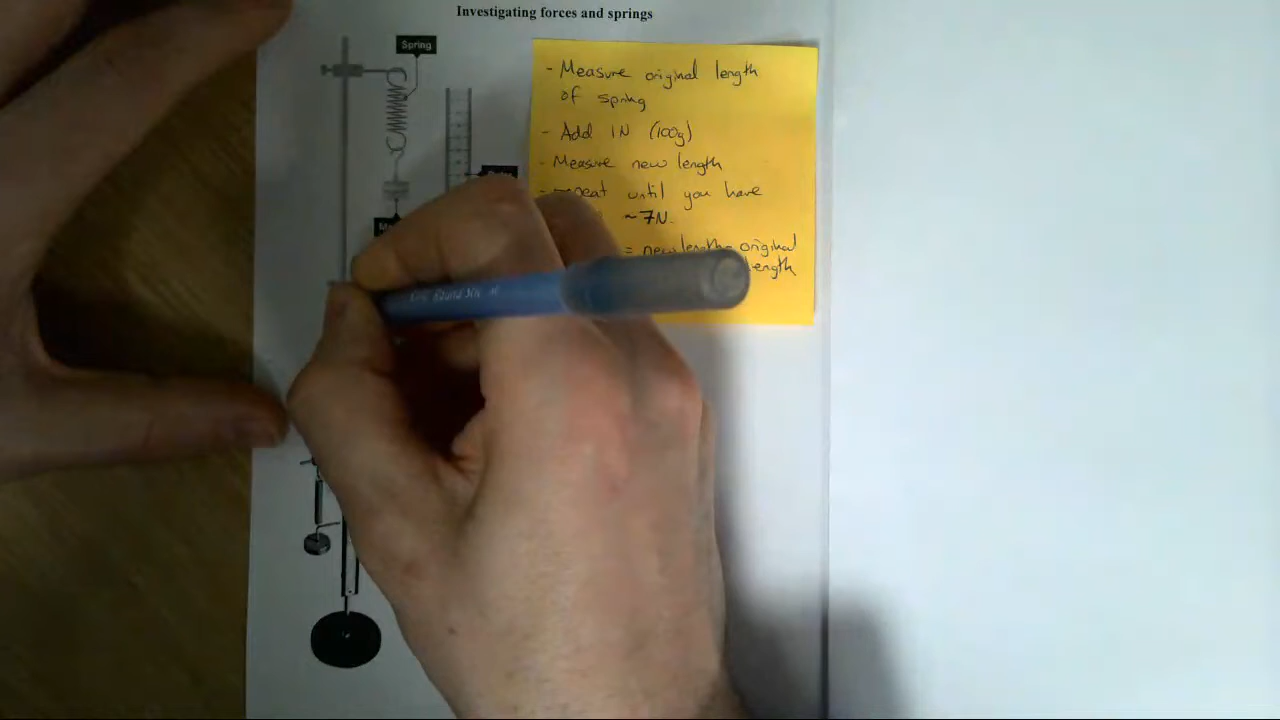 Investigating forces and springs
Spring
- Measure original length
of spring
- Add 1N (100g)
- Measure new length
until you have
~7N.
= new length - original
length